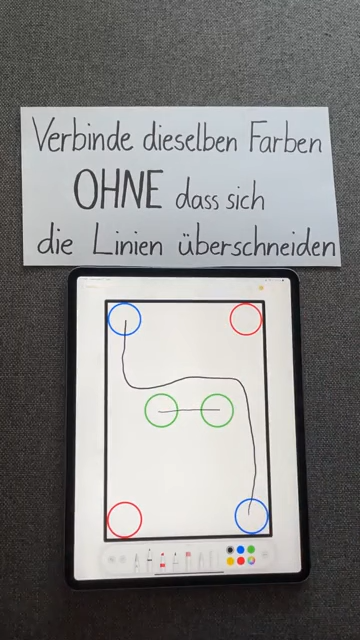 Verbinde dieselben Farben
OHNE dass sich
die Linien überschneiden